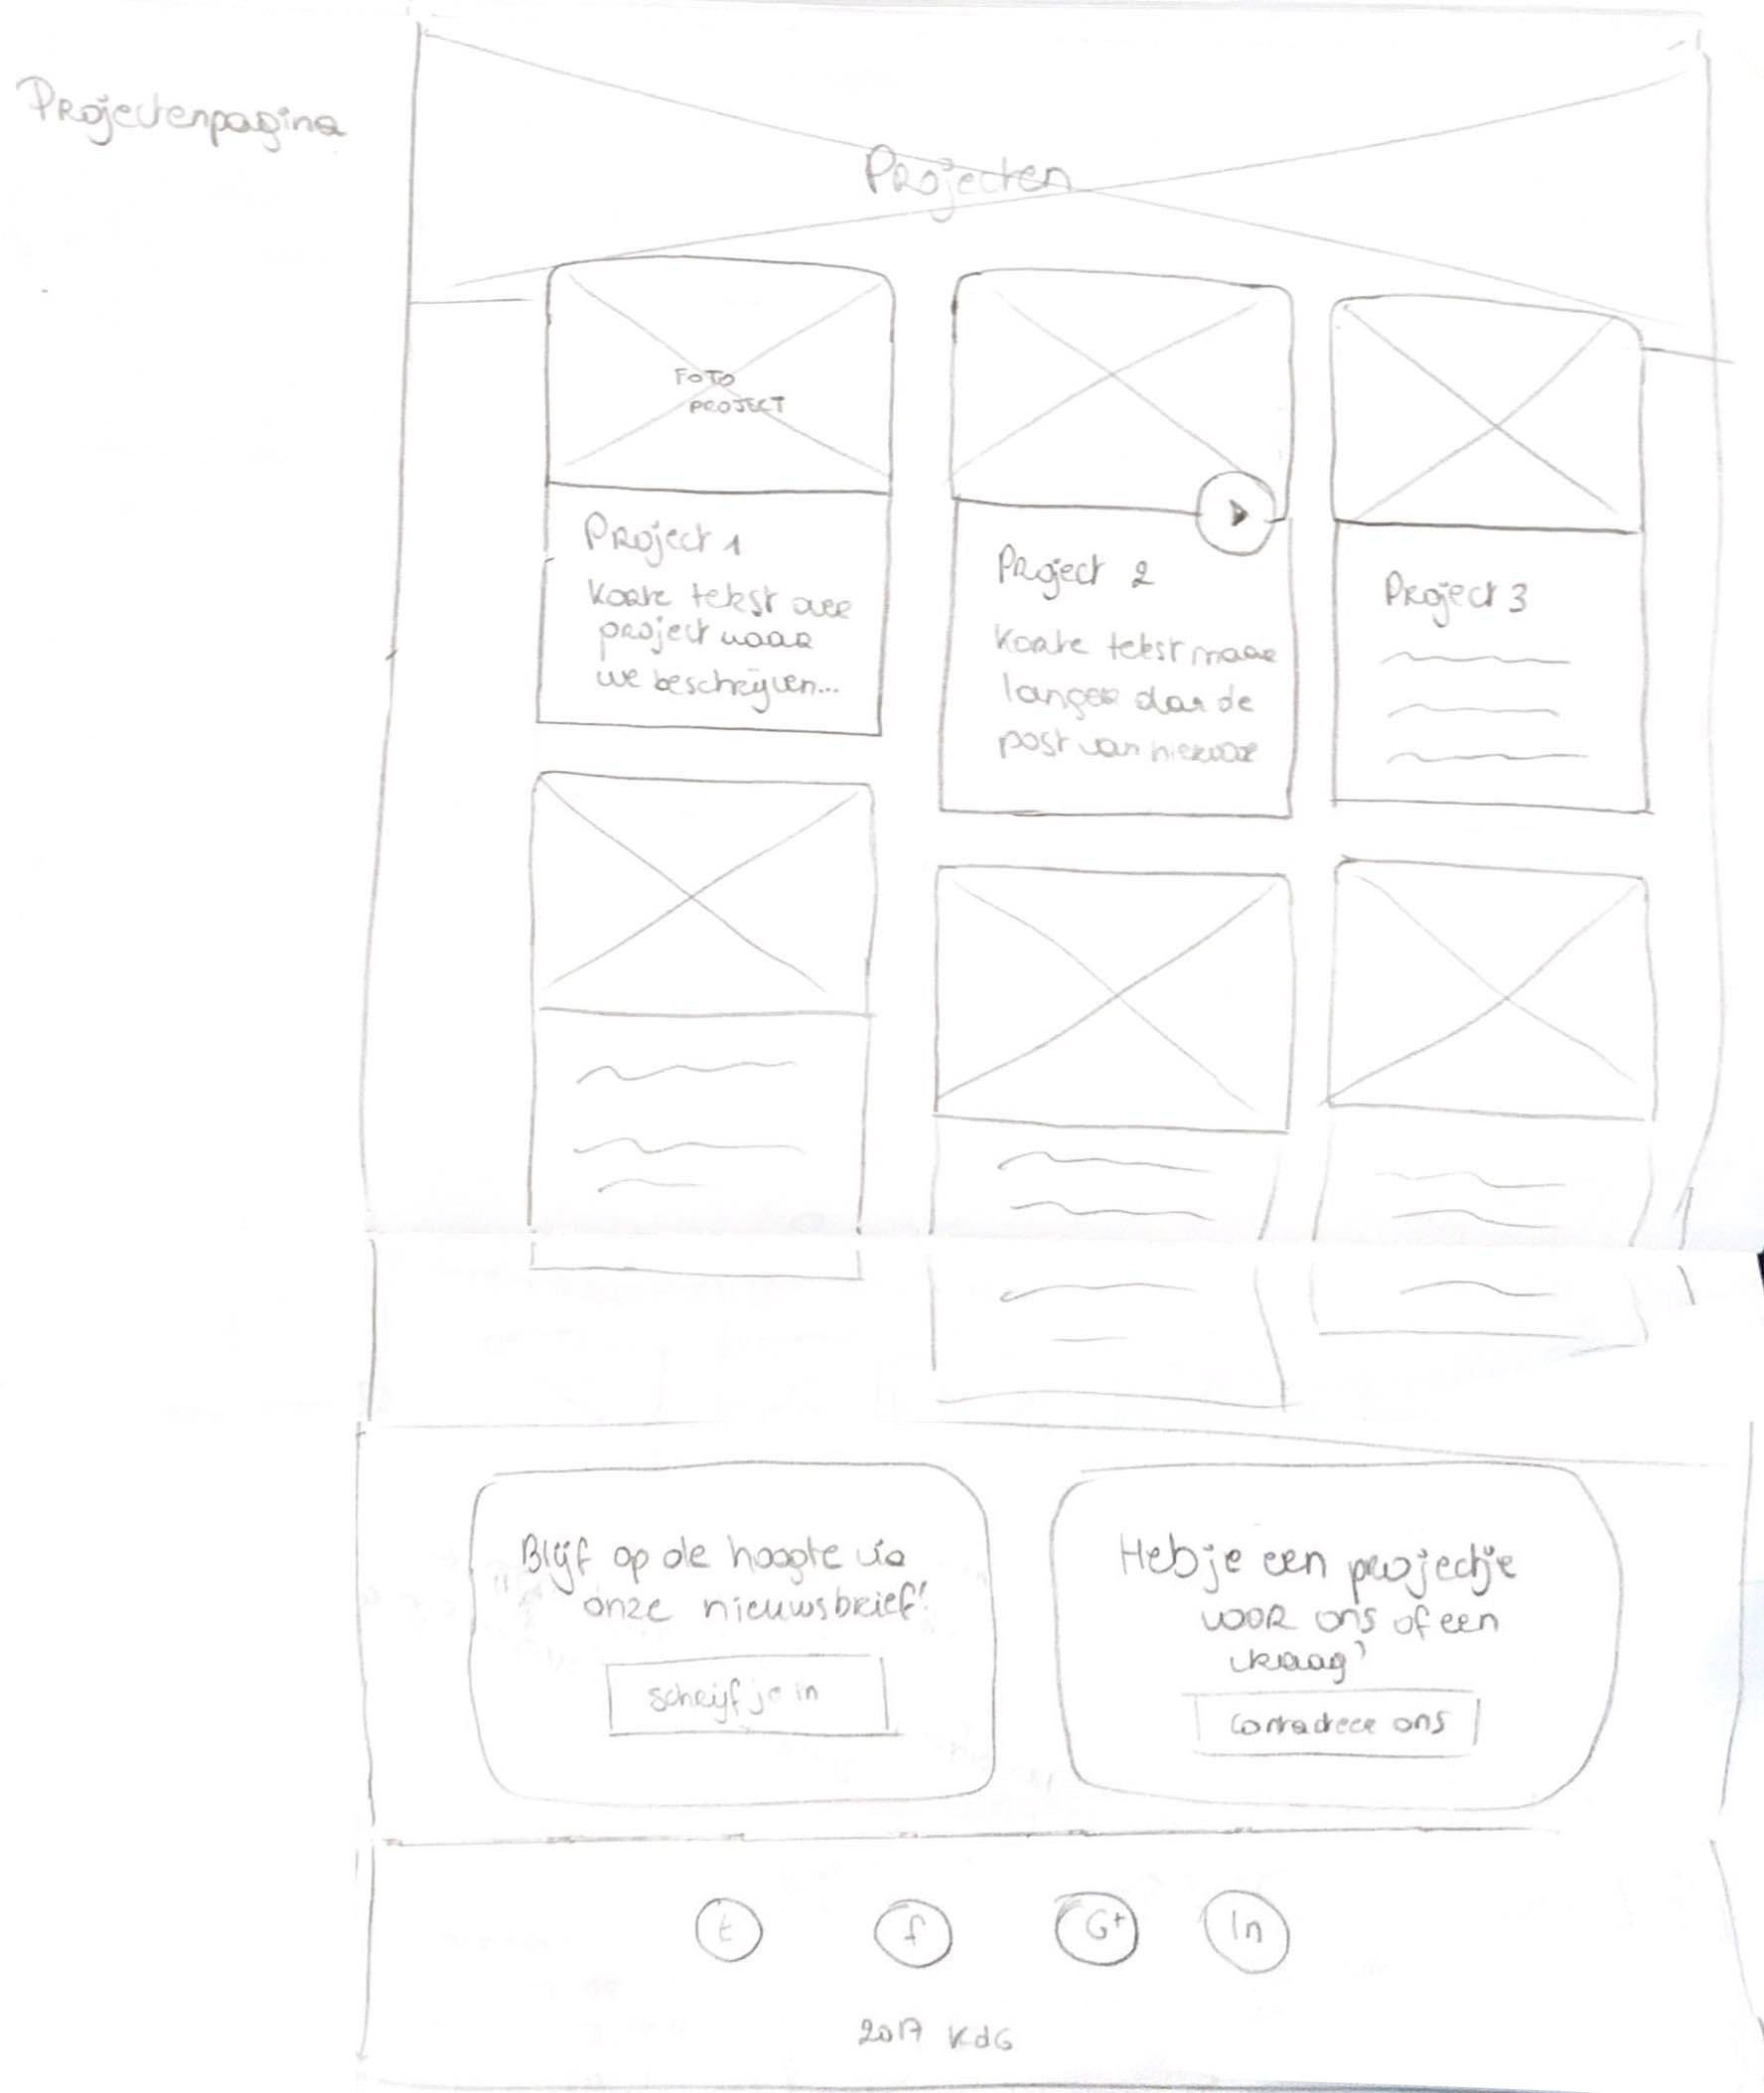 Projectenpagina
Projecten
FOTO
PROJECT
Project 1
Korte tekst over
project waar
we beschrijven...
Project 2
Korte tekst maar
langer dan de
post van hiervoor
Project 3
Blijf op de hoogte via
onze nieuwsbrief!
Schrijf je in
Heb je een projectje
voor ons of een
vraag?
Contacteer ons
t
f
G+
In
2017 KdG